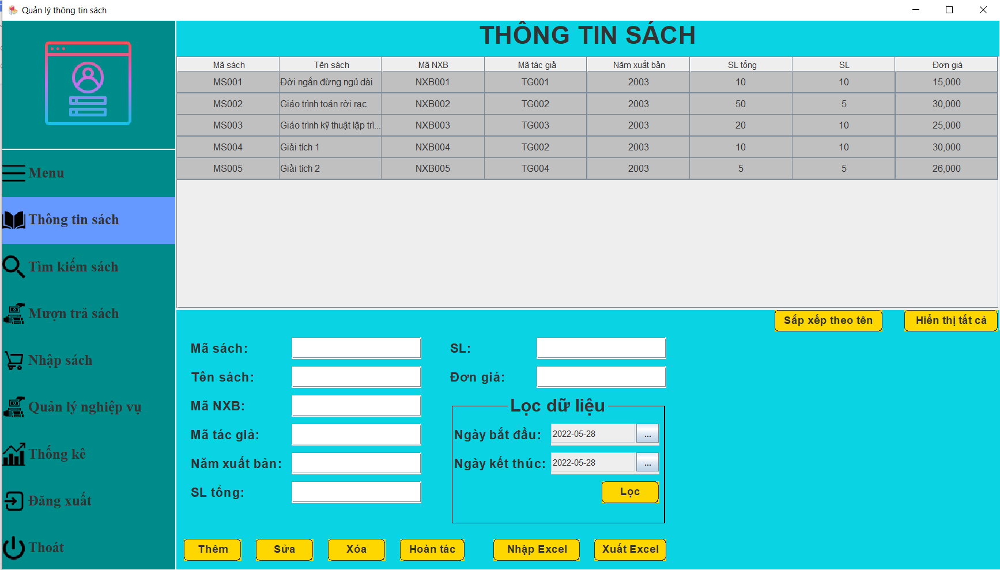 Quản lý thông tin sách
THÔNG TIN SÁCH
Mã sách Tên sách Mã NXB Mã tác giả Năm xuất bản SL tổng SL Đơn giá
MS001 Đời ngắn đừng ngủ dài NXB001 TG001 2003 10 10 15,000
MS002 Giáo trình toán rời rạc NXB002 TG002 2003 50 5 30,000
MS003 Giáo trình kỹ thuật lập trì... NXB003 TG003 2003 20 10 25,000
MS004 Giải tích 1 NXB004 TG002 2003 10 10 30,000
MS005 Giải tích 2 NXB005 TG004 2003 5 5 26,000
Menu
Thông tin sách
Tìm kiếm sách
Mượn trả sách
Nhập sách
Quản lý nghiệp vụ
Thống kê
Đăng xuất
Thoát
Sắp xếp theo tên Hiển thị tất cả
Mã sách: SL:
Tên sách: Đơn giá:
Mã NXB: Lọc dữ liệu
Mã tác giả: Ngày bắt đầu: 2022-05-28 ...
Năm xuất bản: Ngày kết thúc: 2022-05-28 ...
SL tổng: Lọc
Thêm Sửa Xóa Hoàn tác Nhập Excel Xuất Excel